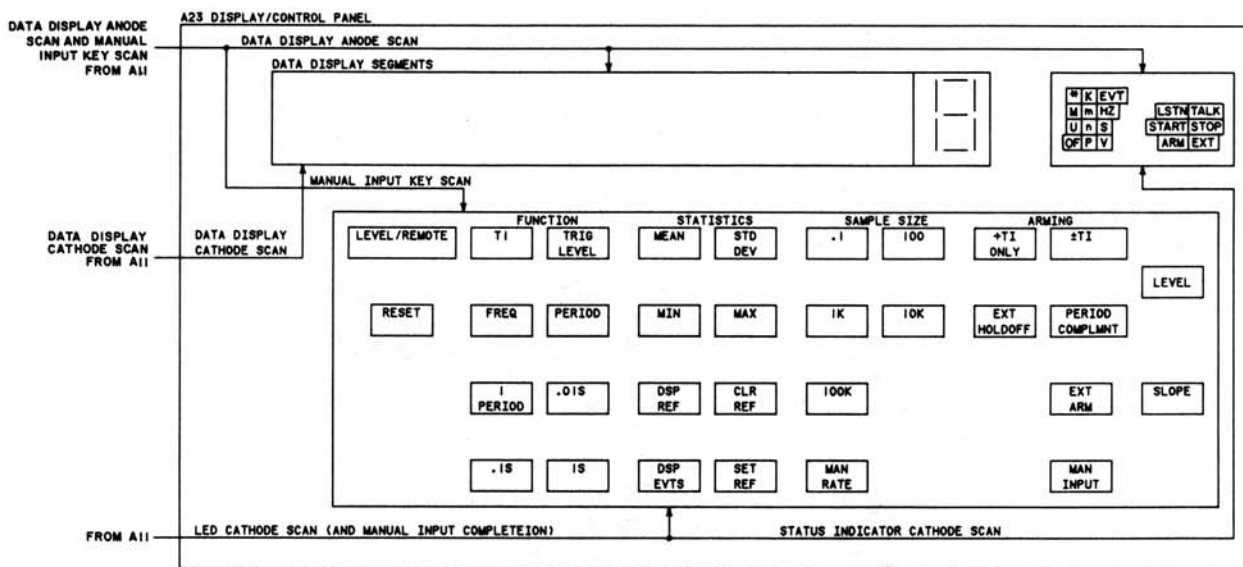 A23 DISPLAY/CONTROL PANEL
DATA DISPLAY ANODE
SCAN AND MANUAL
INPUT KEY SCAN
FROM A11
DATA DISPLAY ANODE SCAN
DATA DISPLAY SEGMENTS
* K EVT
M m HZ
U n S
OF P V
LSTN TALK
START STOP
ARM EXT
MANUAL INPUT KEY SCAN
DATA DISPLAY
CATHODE SCAN
FROM A11
DATA DISPLAY
CATHODE SCAN
FUNCTION STATISTICS SAMPLE SIZE ARMING
LEVEL/REMOTE
TI
TRIG
LEVEL
MEAN
STD
DEV
.1
100
+TI
ONLY
±TI
LEVEL
RESET
FREQ
PERIOD
MIN
MAX
1K
10K
EXT
HOLDOFF
PERIOD
COMPLMNT
1
PERIOD
.01S
DSP
REF
CLR
REF
100K
EXT
ARM
SLOPE
.1S
1S
DSP
EVTS
SET
REF
MAN
RATE
MAN
INPUT
FROM A11
LED CATHODE SCAN (AND MANUAL INPUT COMPLETEION)
STATUS INDICATOR CATHODE SCAN